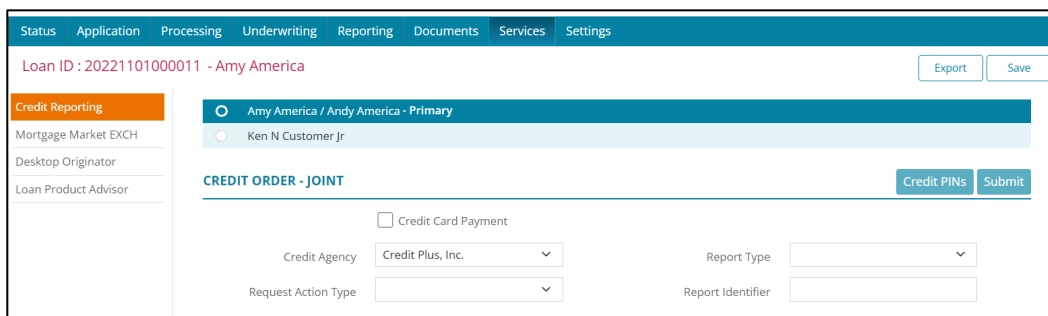 Status Application Processing Underwriting Reporting Documents Services Settings
Loan ID : 20221101000011 - Amy America
Export Save
Credit Reporting
Mortgage Market EXCH
Desktop Originator
Loan Product Advisor
Amy America / Andy America - Primary
Ken N Customer Jr
CREDIT ORDER - JOINT
Credit PINs Submit
Credit Card Payment
Credit Agency Credit Plus, Inc. Report Type
Request Action Type Report Identifier